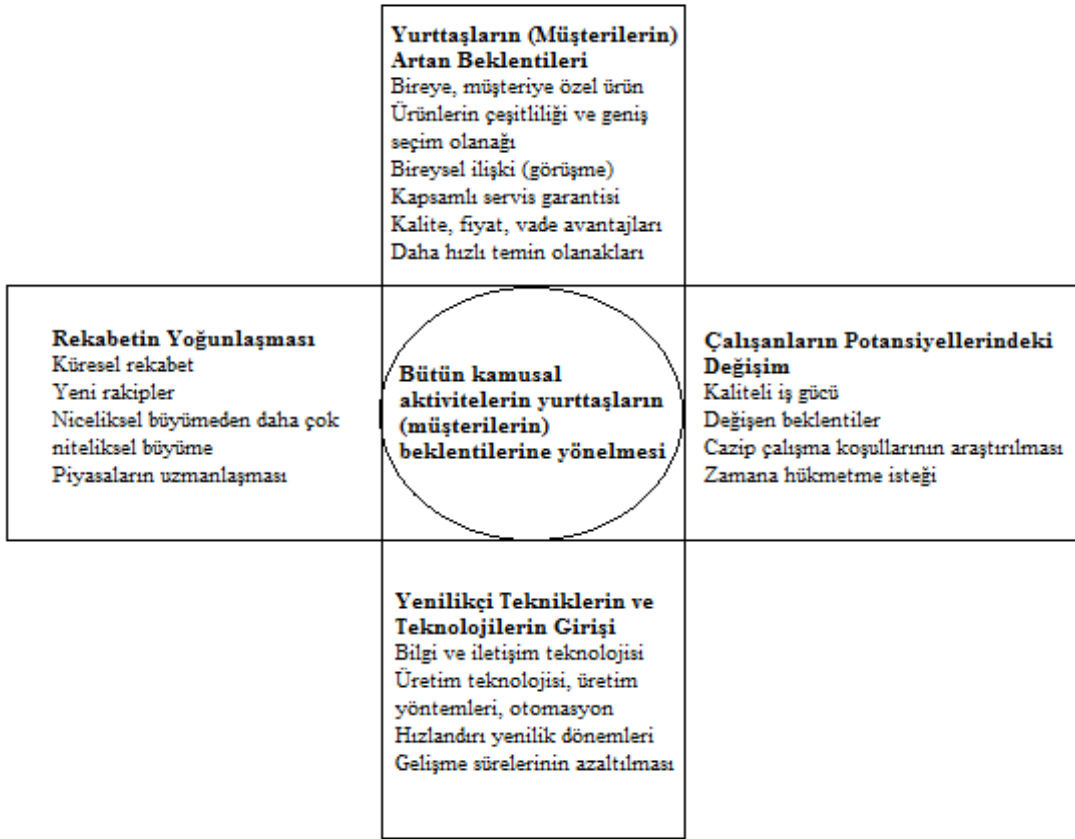 Yurttaşların (Müşterilerin)
Artan Beklentileri
Bireye, müşteriye özel ürün
Ürünlerin çeşitliliği ve geniş
seçim olanağı
Bireysel ilişki (görüşme)
Kapsamlı servis garantisi
Kalite, fiyat, vade avantajları
Daha hızlı temin olanakları
Rekabetin Yoğunlaşması
Küresel rekabet
Yeni rakipler
Niceliksel büyümeden daha çok
niteliksel büyüme
Piyasaların uzmanlaşması
Bütün kamusal
aktivitelerin yurttaşların
(müşterilerin)
beklentilerine yönelmesi
Çalışanların Potansiyellerindeki
Değişim
Kaliteli iş gücü
Değişen beklentiler
Cazip çalışma koşullarının araştırılması
Zamana hükmetme isteği
Yenilikçi Tekniklerin ve
Teknolojilerin Girişi
Bilgi ve iletişim teknolojisi
Üretim teknolojisi, üretim
yöntemleri, otomasyon
Hızlandırı yenilik dönemleri
Gelişme sürelerinin azaltılması